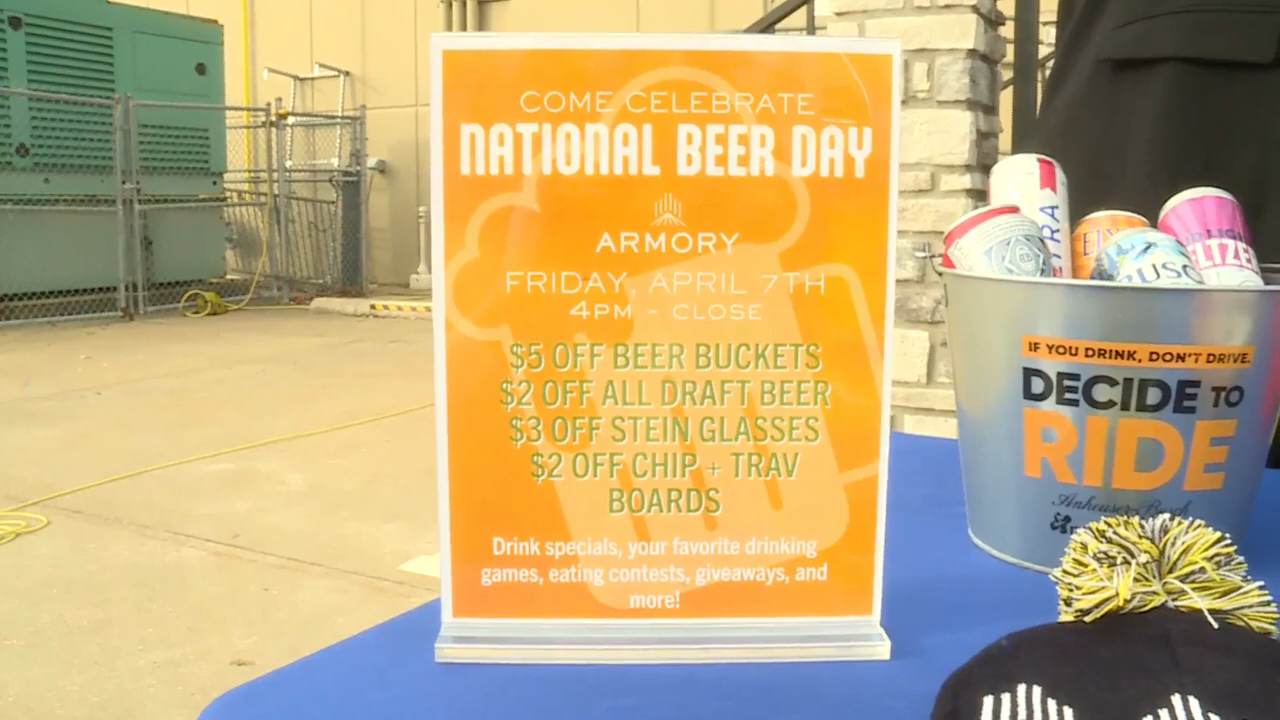 COME CELEBRATE
NATIONAL BEER DAY
ARMORY
FRIDAY, APRIL 7TH
4PM - CLOSE
$5 OFF BEER BUCKETS
$2 OFF ALL DRAFT BEER
$3 OFF STEIN GLASSES
$2 OFF CHIP + TRAV
BOARDS
Drink specials, your favorite drinking
games, eating contests, giveaways, and
more!
IF YOU DRINK, DON'T DRIVE.
DECIDE TO
RIDE
Anheuser-Busch